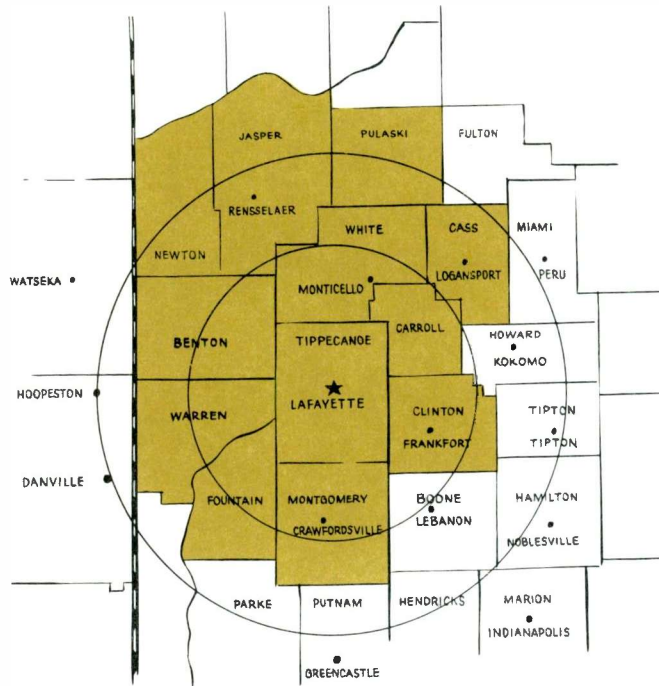 JASPER
PULASKI
FULTON
RENSSELAER
WHITE
CASS
MIAMI
NEWTON
LOGANSPORT
PERU
WATSEKA
MONTICELLO
CARROLL
HOWARD
KOKOMO
BENTON
TIPPECANOE
HOOPESTON
LAFAYETTE
WARREN
CLINTON
TIPTON
FRANKFORT
TIPTON
DANVILLE
FOUNTAIN
MONTGOMERY
BOONE
HAMILTON
CRAWFORDSVILLE
LEBANON
NOBLESVILLE
PARKE
PUTNAM
HENDRICKS
MARION
INDIANAPOLIS
GREENCASTLE